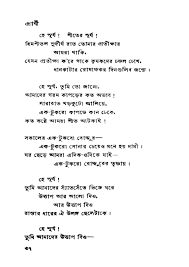 প্রার্থী
হে সূর্য! শীতের সূর্য!
হিমশীতল সুদীর্ঘ রাত তোমার প্রতীক্ষায়
আমরা থাকি,
যেমন প্রতীক্ষা ক'রে থাকে কৃষকদের চঞ্চল চোখ,
ধানকাটার রোমাঞ্চকর দিনগুলির জন্যে।
হে সূর্য, তুমি তো জানো,
আমাদের গরম কাপড়ের কত অভাব!
সারারাত খড়কুটো জ্বালিয়ে,
এক-টুকরো কাপড়ে কান ঢেকে,
কত কষ্টে আমরা শীত আটকাই!
সকালের এক-টুকরো রোদ্দুর—
এক-টুকরো সোনার চেয়েও মনে হয় দামী।
ঘর ছেড়ে আমরা এদিক-ওদিকে যাই—
এক-টুকরো রোদ্দুরের তৃষ্ণায়।
হে সূর্য!
তুমি আমাদের স্যাঁতসেঁতে ভিজে ঘরে
উত্তাপ আর আলো দিও,
আর উত্তাপ দিও
রাস্তার ধারের ঐ উলঙ্গ ছেলেটাকে।
হে সূর্য!
তুমি আমাদের উত্তাপ দিও—